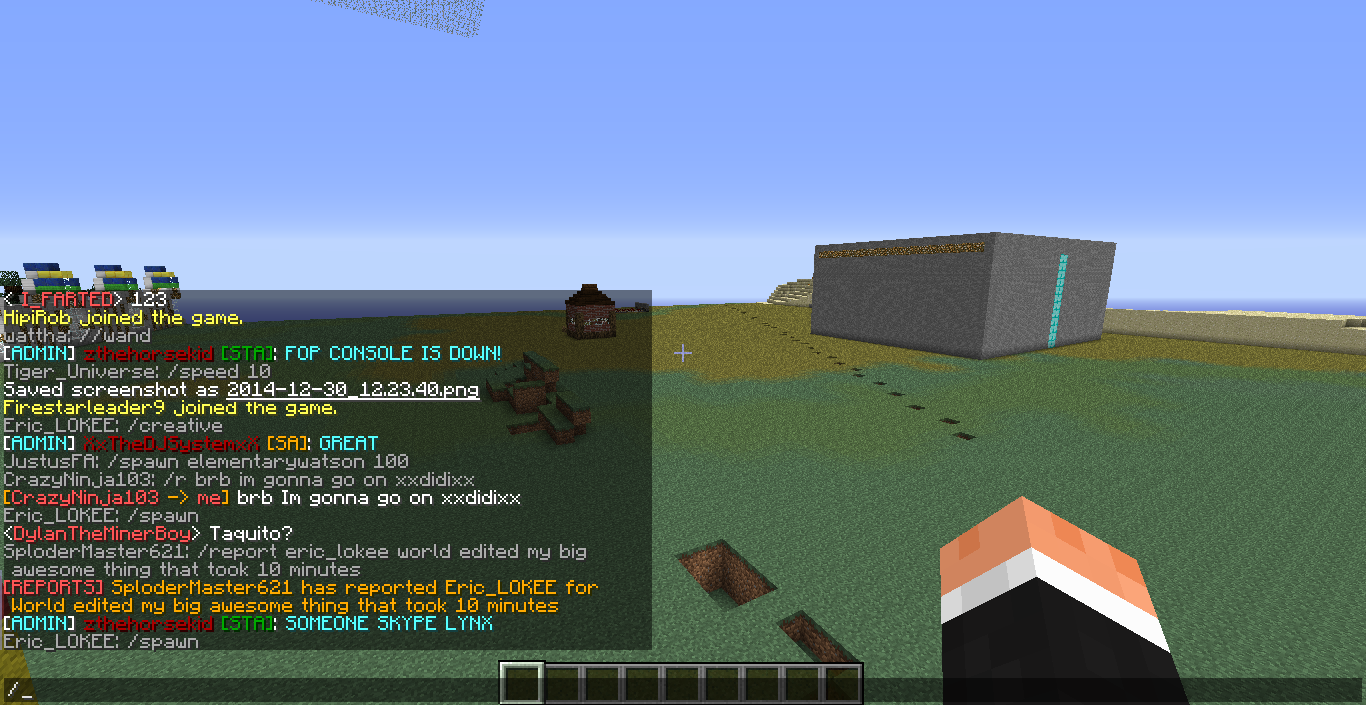 < I_FARTED> 123
HipiRob joined the game.
wattha: //wand
[ADMIN] zthehorsekid [STA]: FOP CONSOLE IS DOWN!
Tiger_Universe: /speed 10
Saved screenshot as 2014-12-30_12.23.40.png
Firestarleader9 joined the game.
Eric_LOKEE: /creative
[ADMIN] XxTheDJSystemxX [SA]: GREAT
JustusFA: /spawn elementarywatson 100
CrazyNinja103: /r brb im gonna go on xxdidixx
[CrazyNinja103 -> me] brb Im gonna go on xxdidixx
Eric_LOKEE: /spawn
<DylanTheMinerBoy> Taquito?
SploderMaster621: /report eric_lokee world edited my big
awesome thing that took 10 minutes
[REPORTS] SploderMaster621 has reported Eric_LOKEE for
World edited my big awesome thing that took 10 minutes
[ADMIN] zthehorsekid [STA]: SOMEONE SKYPE LYNX
Eric_LOKEE: /spawn
/_